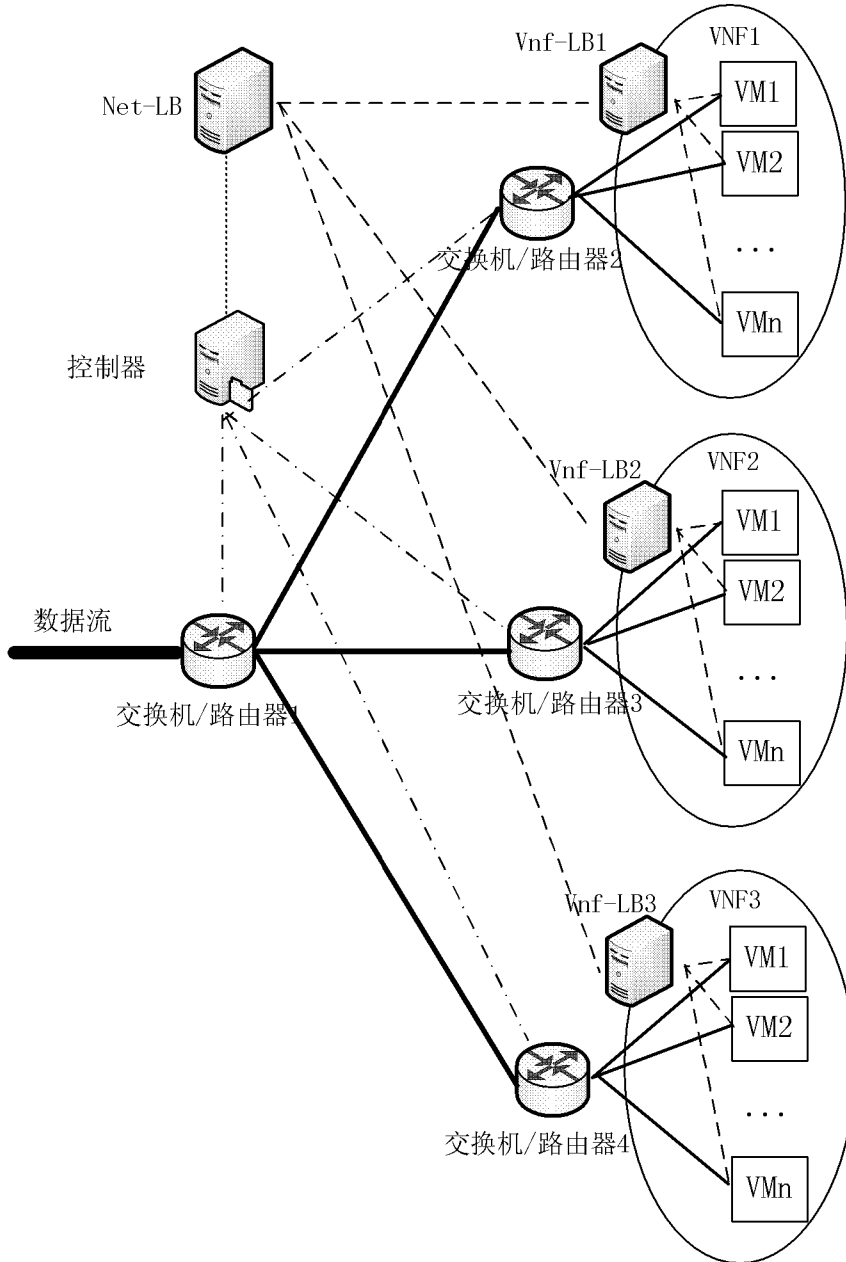 Vnf-LB1
VNF1
Net-LB
VM1
VM2
...
VMn
交换机/路由器2
控制器
Vnf-LB2
VNF2
VM1
VM2
...
VMn
数据流
交换机/路由器1
交换机/路由器3
Vnf-LB3
VNF3
VM1
VM2
...
VMn
交换机/路由器4